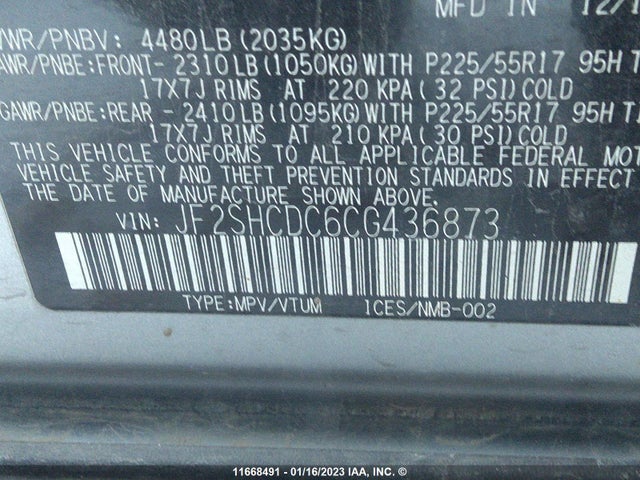 MFD IN 12/1
VWR/PNBV: 4480LB (2035KG)
AWR/PNBE:FRONT- 2310LB (1050KG) WITH P225/55R17 95H TI
17X7J RIMS AT 220 KPA ( 32 PSI) COLD
GAWR/PNBE:REAR - 2410LB (1095KG) WITH P225/55R17 95H TI
17X7J RIMS AT 210 KPA ( 30 PSI) COLD
THIS VEHICLE CONFORMS TO ALL APPLICABLE FEDERAL MOT
VEHICLE SAFETY AND THEFT PREVENTION STANDARDS IN EFFECT
THE DATE OF MANUFACTURE SHOWN ABOVE.
VIN: JF2SHCDC6CG436873
TYPE:MPV/VTUM ICES/NMB-002
11668491 - 01/16/2023 IAA, INC. ©